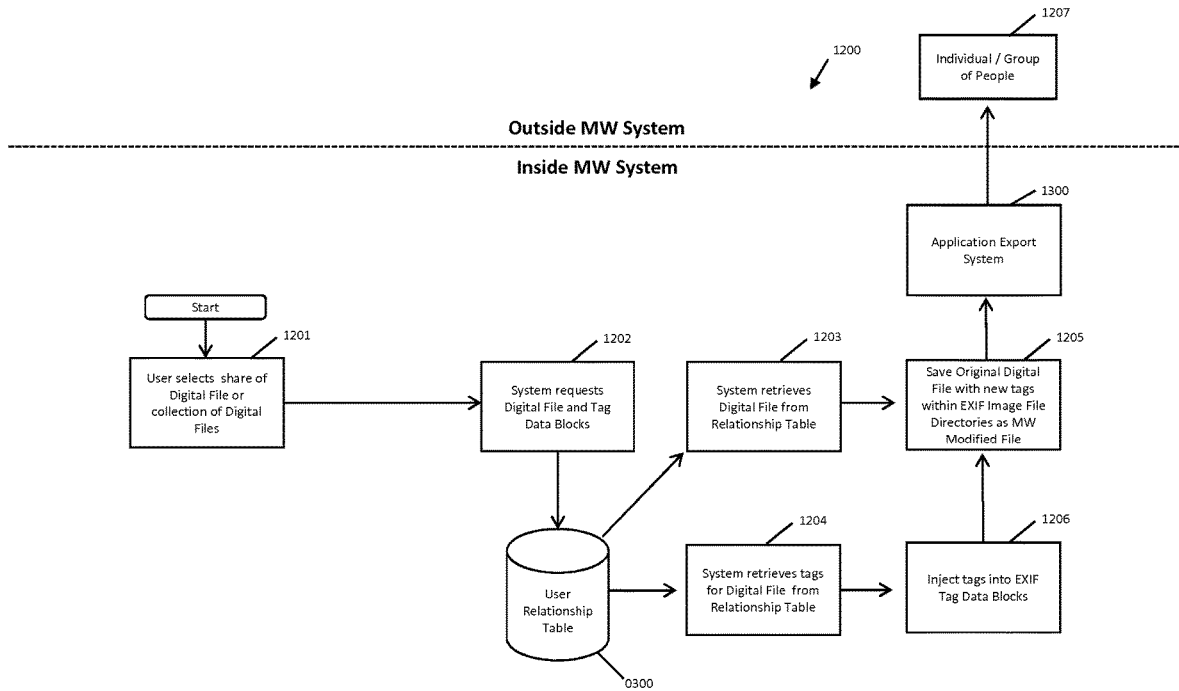 1207
Individual / Group
of People
1200
Outside MW System
Inside MW System
1300
Application Export
System
Start
1201
User selects share of
Digital File or
collection of Digital
Files
1202
System requests
Digital File and Tag
Data Blocks
1203
System retrieves
Digital File from
Relationship Table
1205
Save Original Digital
File with new tags
within EXIF Image File
Directories as MW
Modified File
User
Relationship
Table
0300
1204
System retrieves tags
for Digital File from
Relationship Table
1206
Inject tags into EXIF
Tag Data Blocks